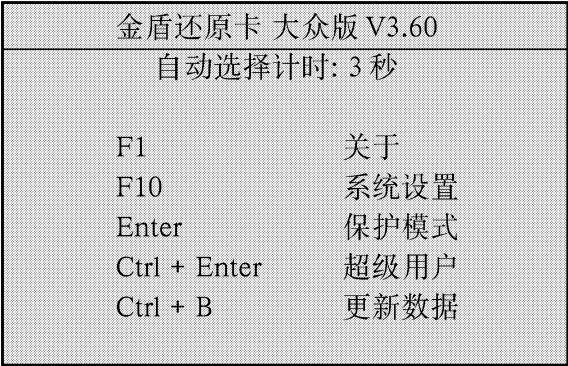 金盾还原卡 大众版 V3.60
自动选择计时: 3 秒
F1 关于
F10 系统设置
Enter 保护模式
Ctrl + Enter 超级用户
Ctrl + B 更新数据